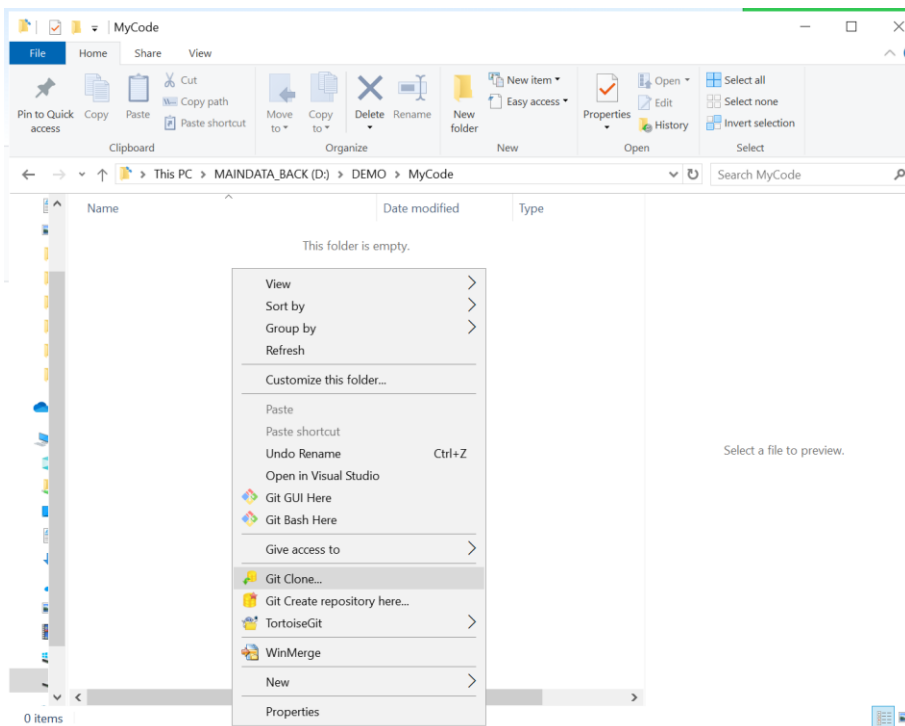 MyCode
File Home Share View
Pin to Quick access
Copy
Paste
Cut
Copy path
Paste shortcut
Move to
Copy to
Delete
Rename
New folder
New item
Easy access
Properties
Open
Edit
History
Select all
Select none
Invert selection
Clipboard Organize New Open Select
This PC > MAINDATA_BACK (D:) > DEMO > MyCode
Search MyCode
Name Date modified Type
This folder is empty.
View
Sort by
Group by
Refresh
Customize this folder...
Paste
Paste shortcut
Undo Rename Ctrl+Z
Open in Visual Studio
Git GUI Here
Git Bash Here
Give access to
Git Clone...
Git Create repository here...
TortoiseGit
WinMerge
New
Properties
Select a file to preview.
0 items